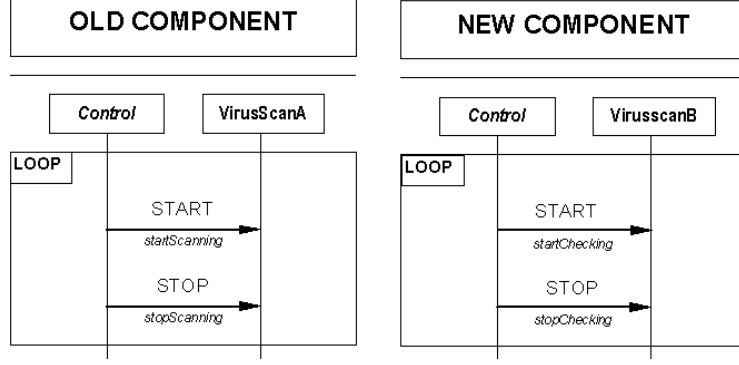 OLD COMPONENT
Control
VirusScanA
LOOP
START
startScanning
STOP
stopScanning
NEW COMPONENT
Control
VirusscanB
LOOP
START
startChecking
STOP
stopChecking